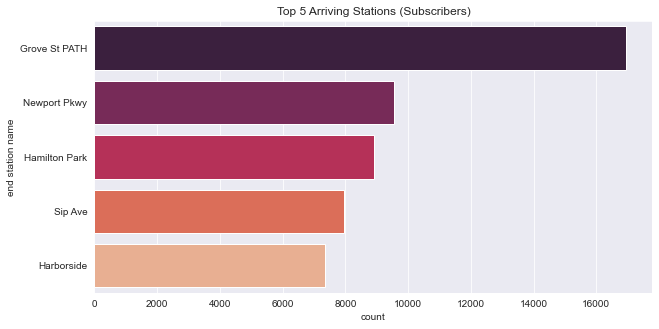 Top 5 Arriving Stations (Subscribers)
end station name
Grove St PATH
Newport Pkwy
Hamilton Park
Sip Ave
Harborside
0 2000 4000 6000 8000 10000 12000 14000 16000
count